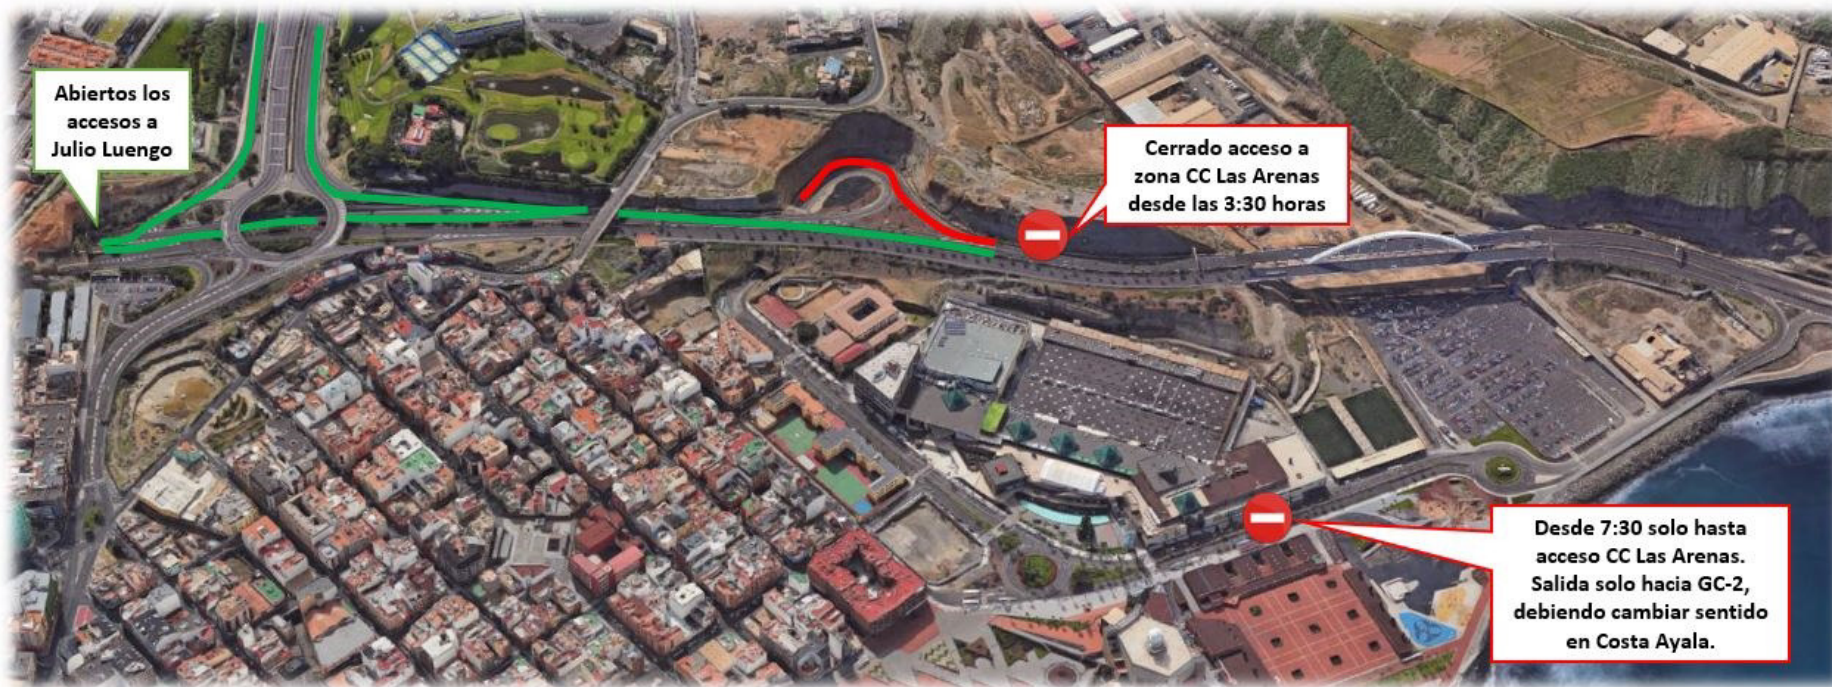 Abiertos los
accesos a
Julio Luengo
Cerrado acceso a
zona CC Las Arenas
desde las 3:30 horas
Desde 7:30 solo hasta
acceso CC Las Arenas.
Salida solo hacia GC-2,
debiendo cambiar sentido
en Costa Ayala.